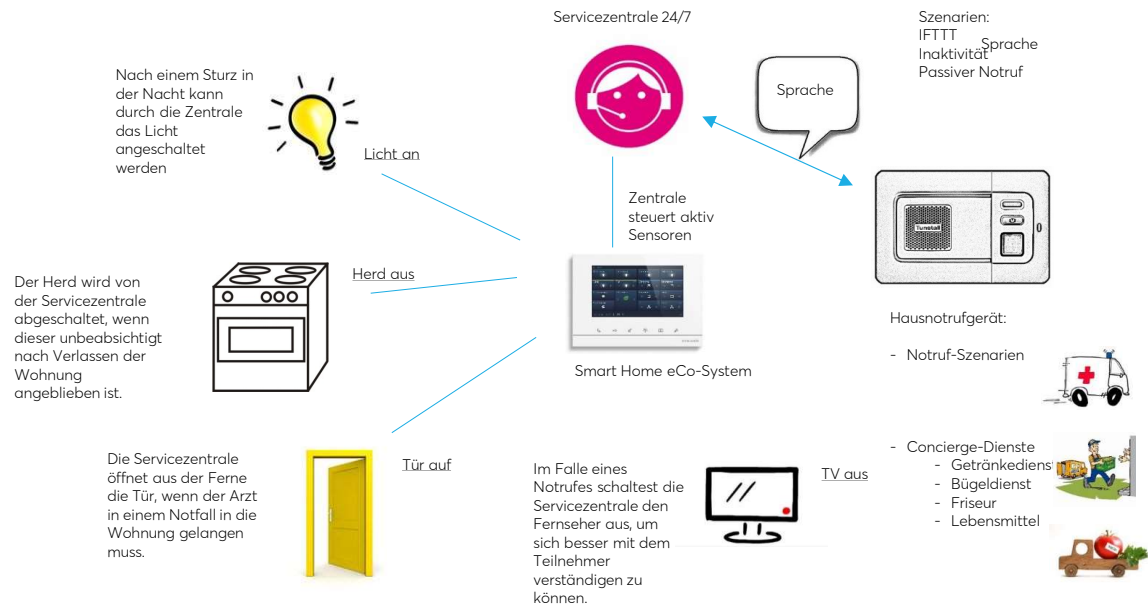 Servicezentrale 24/7
Szenarien:
IFTTT
Sprache
Inaktivität
Passiver Notruf
Sprache
Nach einem Sturz in
der Nacht kann
durch die Zentrale
das Licht
angeschaltet
werden
Licht an
Zentrale
steuert aktiv
Sensoren
Tunstall
Der Herd wird von
der Servicezentrale
abgeschaltet, wenn
dieser unbeabsichtigt
nach Verlassen der
Wohnung
angeblieben ist.
Herd aus
Smart Home eCo-System
Hausnotrufgerät:
- Notruf-Szenarien
- Concierge-Dienste
- Getränkediens
- Bügeldienst
- Friseur
- Lebensmittel
Die Servicezentrale
öffnet aus der Ferne
die Tür, wenn der Arzt
in einem Notfall in die
Wohnung gelangen
muss.
Tür auf
Im Falle eines
Notrufes schaltest die
Servicezentrale den
Fernseher aus, um
sich besser mit dem
Teilnehmer
verständigen zu
können.
TV aus